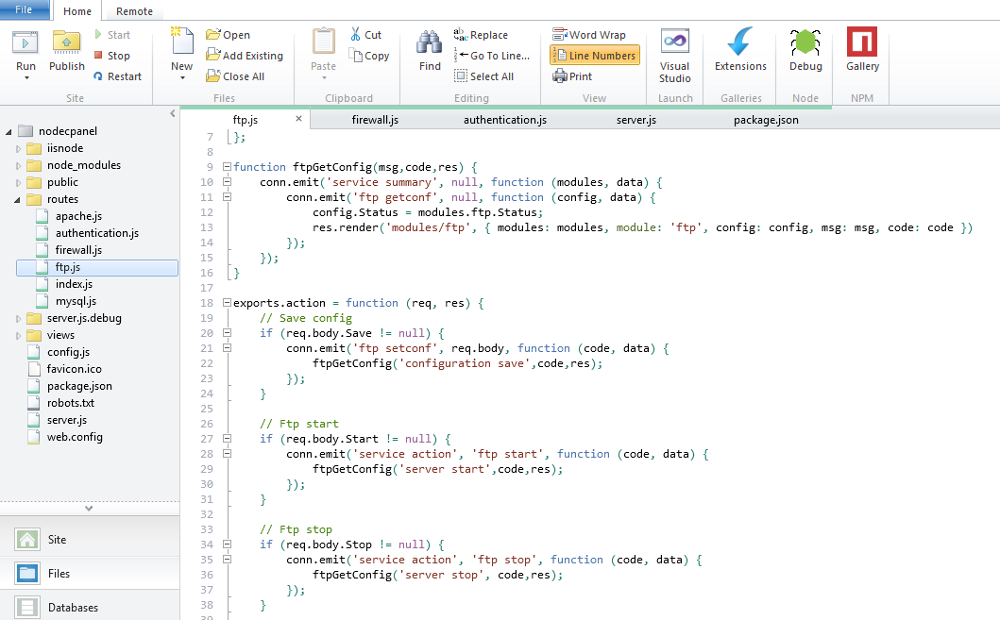 File Home Remote
Run
Publish
Start
Stop
Restart
Site
New
Open
Add Existing
Close All
Files
Paste
Cut
Copy
Clipboard
Find
Replace
Go To Line...
Select All
Editing
Word Wrap
Line Numbers
Print
View
Visual
Studio
Launch
Extensions
Galleries
Debug
Node
Gallery
NPM
nodecpanel
iisnode
node_modules
public
routes
apache.js
authentication.js
firewall.js
ftp.js
index.js
mysql.js
server.js.debug
views
config.js
favicon.ico
package.json
robots.txt
server.js
web.config
Site
Files
Databases
ftp.js × firewall.js authentication.js server.js package.json
7 };
8
9 function ftpGetConfig(msg,code,res) {
10 conn.emit('service summary', null, function (modules, data) {
11 conn.emit('ftp getconf', null, function (config, data) {
12 config.Status = modules.ftp.Status;
13 res.render('modules/ftp', { modules: modules, module: 'ftp', config: config, msg: msg, code: code })
14 });
15 });
16 }
17
18 exports.action = function (req, res) {
19 // Save config
20 if (req.body.Save != null) {
21 conn.emit('ftp setconf', req.body, function (code, data) {
22 ftpGetConfig('configuration save',code,res);
23 });
24 }
25
26 // Ftp start
27 if (req.body.Start != null) {
28 conn.emit('service action', 'ftp start', function (code, data) {
29 ftpGetConfig('server start',code,res);
30 });
31 }
32
33 // Ftp stop
34 if (req.body.Stop != null) {
35 conn.emit('service action', 'ftp stop', function (code, data) {
36 ftpGetConfig('server stop', code,res);
37 });
38 }